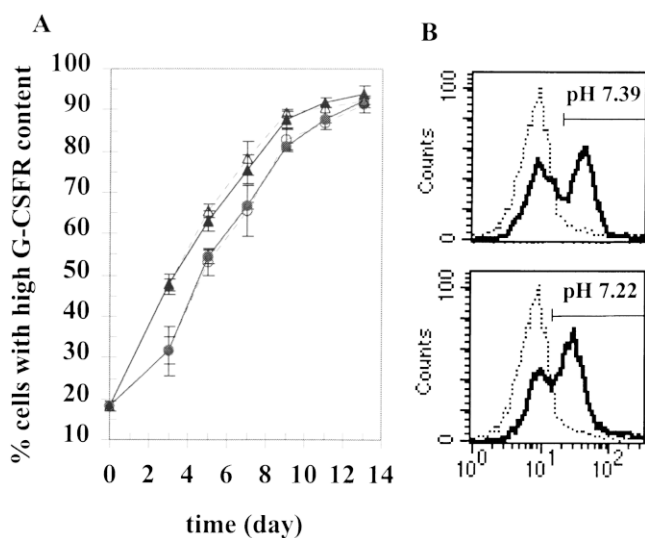 A
% cells with high G-CSFR content
100
90
80
70
60
50
40
30
20
10
0 2 4 6 8 10 12 14
time (day)
B
100
Counts
0
pH 7.39
100
Counts
0
pH 7.22
10⁰ 10¹ 10²